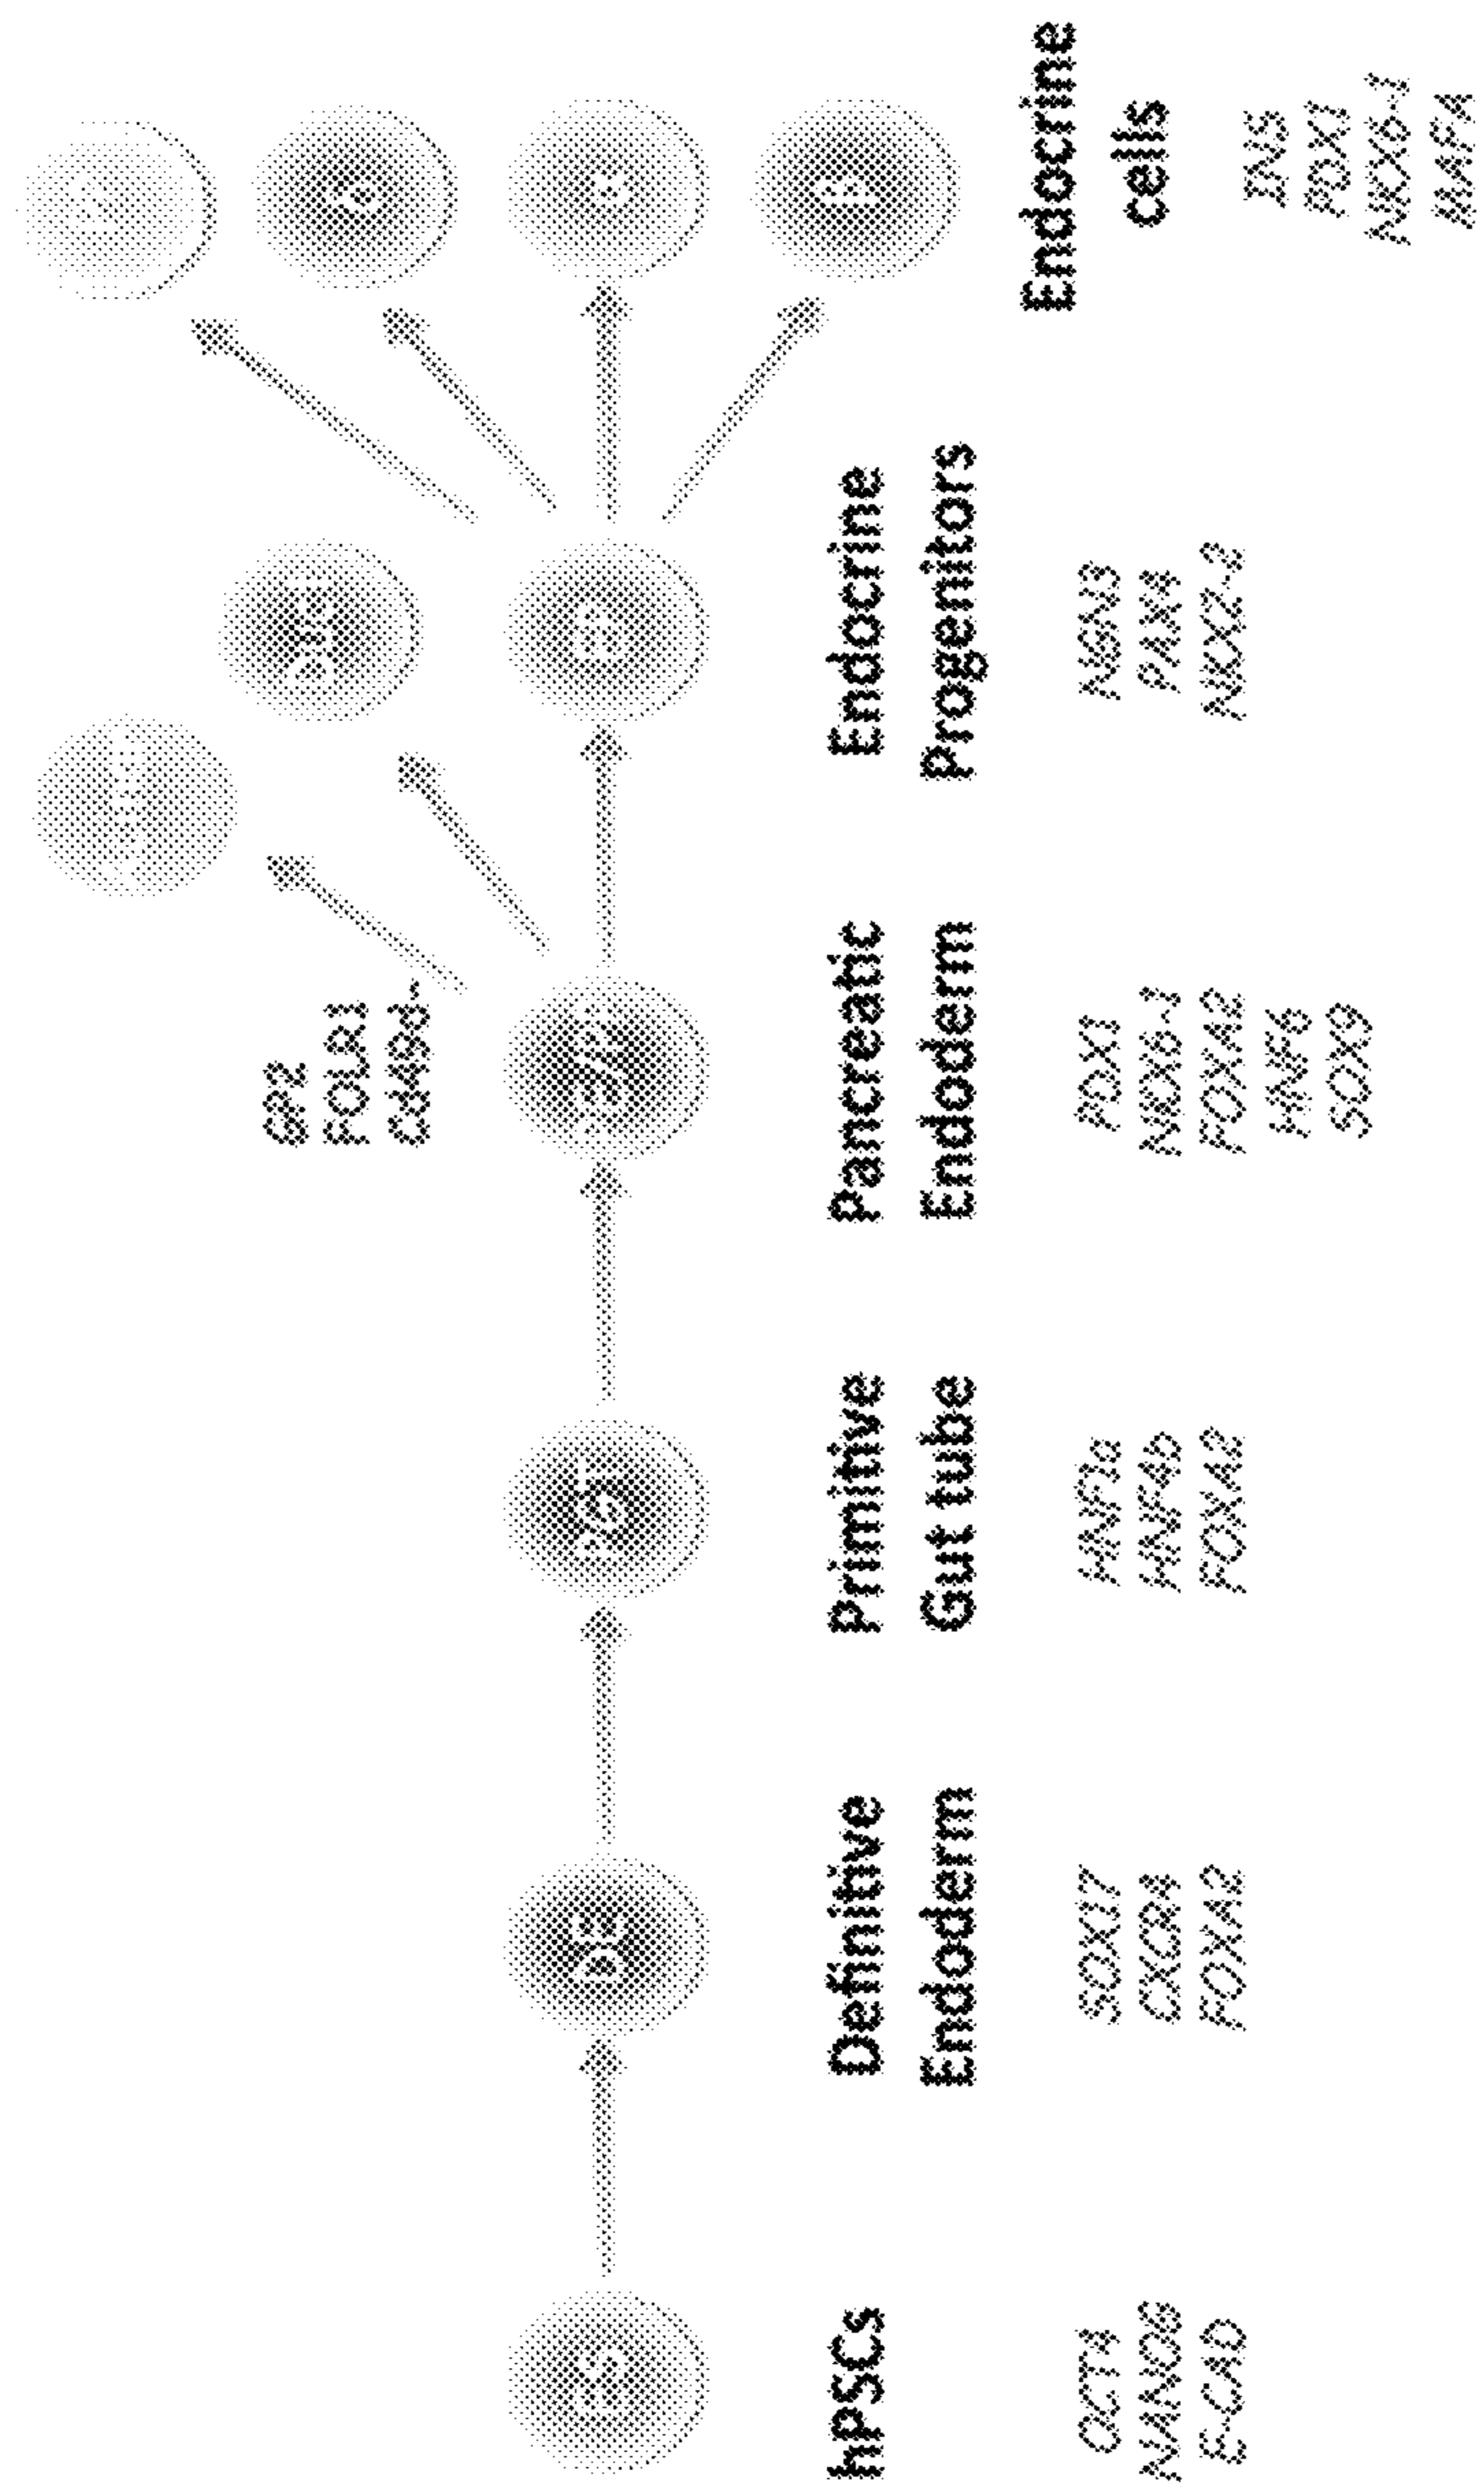 GP2
FOLR1
CD49d-
hPSCs
OCT4
NANOG
E-CAD
Definitive
Endoderm
SOX17
CXCR4
FOXA2
Primitive
Gut tube
HNF1a
HNF4b
FOXA2
Pancreatic
Endoderm
PDX1
NKX6-1
FOXA2
HNF6
SOX9
Endocrine
Progenitors
NGN3
PAX4
NKX2-2
Endocrine
cells
INS
PDX1
NKX6-1
MAFA